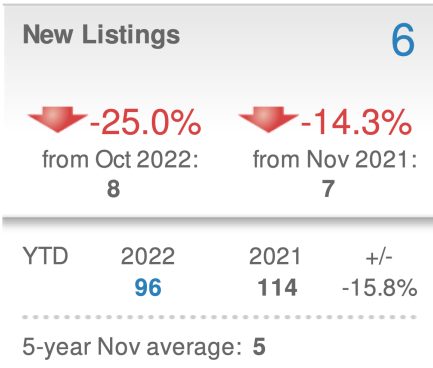 New Listings 6
-25.0% -14.3%
from Oct 2022: from Nov 2021:
8 7
YTD 2022 2021 +/-
96 114 -15.8%
5-year Nov average: 5